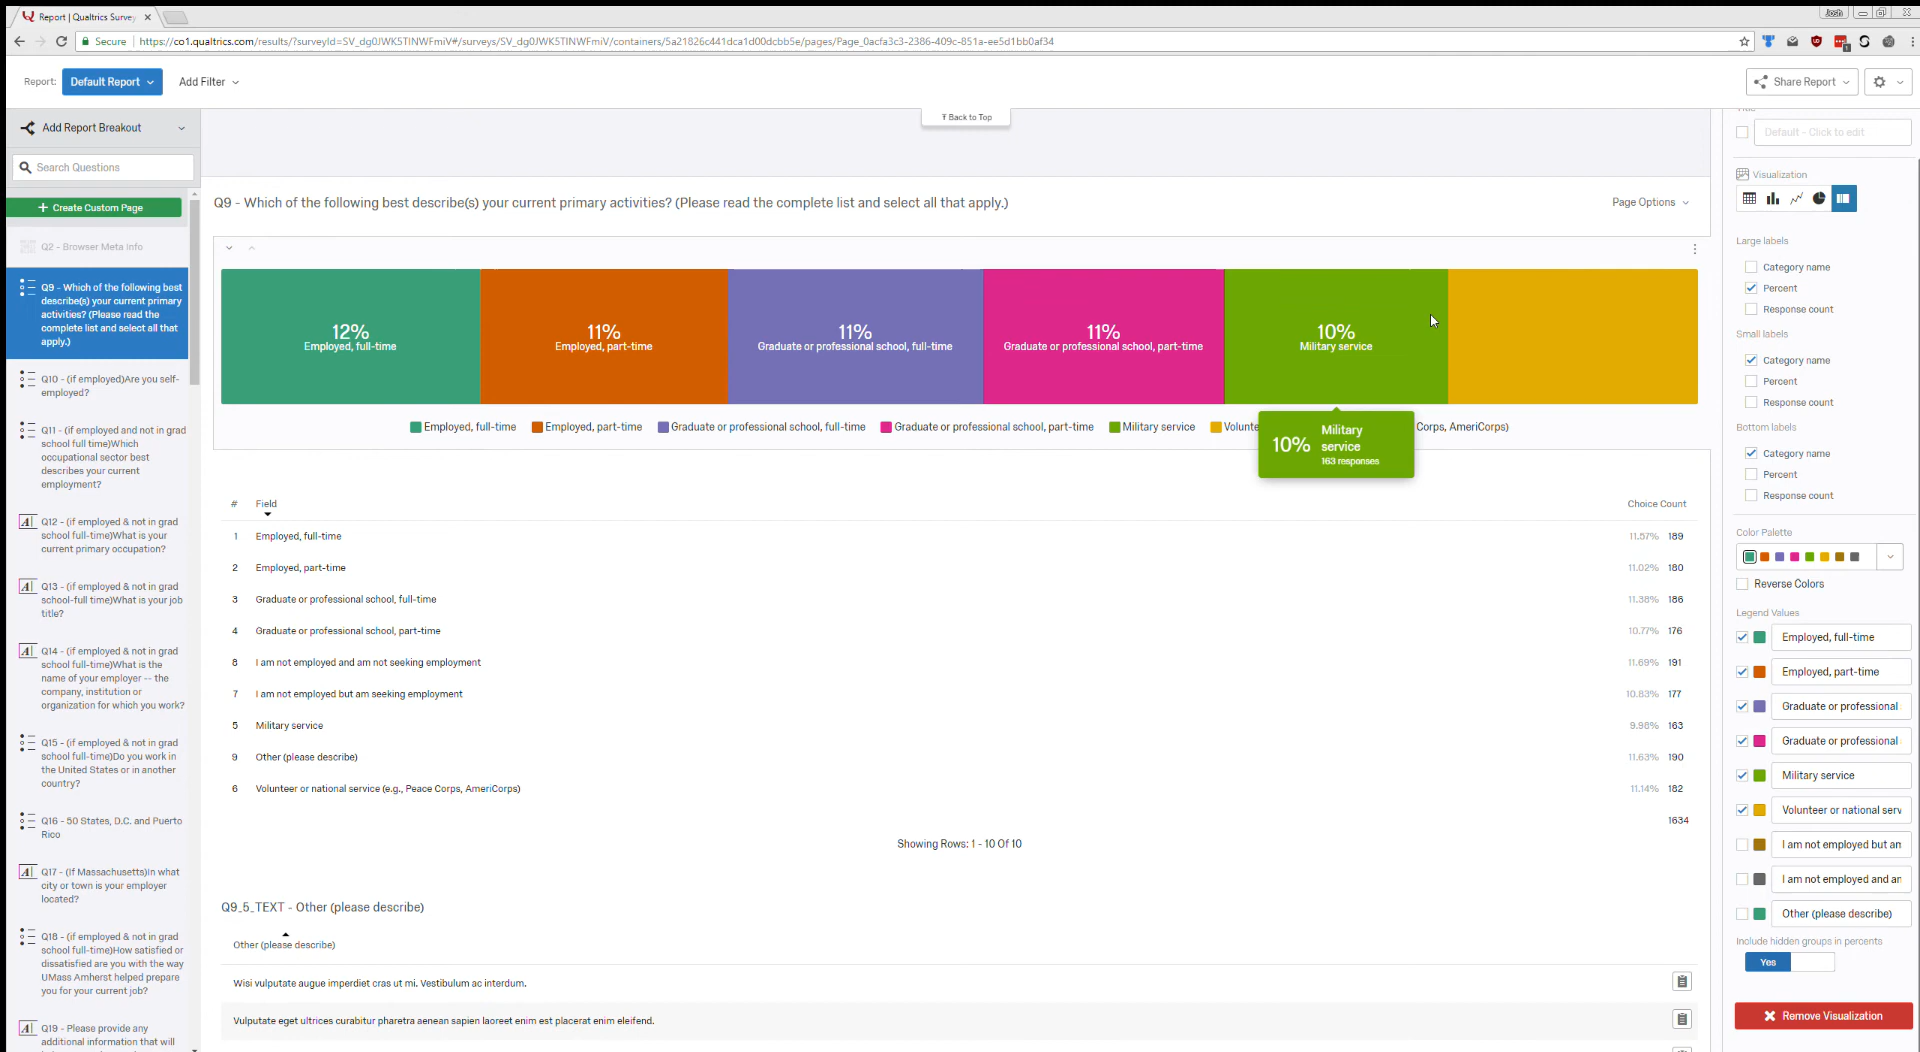 Report | Qualtrics Survey
Josh
Secure
https://co1.qualtrics.com/results/?surveyId=SV_dg0JWK5TINWFmiV#/surveys/SV_dg0JWK5TINWFmiV/containers/5a21826c441dca1d00dcbb5e/pages/Page_0acfa3c3-2386-409c-851a-ee5d1bb0af34
Report:
Default Report
Add Filter
Share Report
Add Report Breakout
Search Questions
Create Custom Page
Q2 - Browser Meta Info
Q9 - Which of the following best
describe(s) your current primary
activities? (Please read the
complete list and select all that
apply.)
Q10 - (if employed)Are you self-
employed?
Q11 - (if employed and not in grad
school full time)Which
occupational sector best
describes your current
employment?
Q12 - (if employed & not in grad
school full-time)What is your
current primary occupation?
Q13 - (if employed & not in grad
school-full time)What is your job
title?
Q14 - (if employed & not in grad
school full-time)What is the
name of your employer -- the
company, institution or
organization for which you work?
Q15 - (if employed & not in grad
school full-time)Do you work in
the United States or in another
country?
Q16 - 50 States, D.C. and Puerto
Rico
Q17 - (If Massachusetts)In what
city or town is your employer
located?
Q18 - (if employed & not in grad
school full-time)How satisfied or
dissatisfied are you with the way
UMass Amherst helped prepare
you for your current job?
Q19 - Please provide any
additional information that will
Back to Top
Q9 - Which of the following best describe(s) your current primary activities? (Please read the complete list and select all that apply.)
Page Options
12%
Employed, full-time
11%
Employed, part-time
11%
Graduate or professional school, full-time
11%
Graduate or professional school, part-time
10%
Military service
Employed, full-time
Employed, part-time
Graduate or professional school, full-time
Graduate or professional school, part-time
Military service
Volunte
Corps, AmeriCorps)
10%
Military
service
163 responses
# Field Choice Count
1 Employed, full-time 11.57% 189
2 Employed, part-time 11.02% 180
3 Graduate or professional school, full-time 11.38% 186
4 Graduate or professional school, part-time 10.77% 176
8 I am not employed and am not seeking employment 11.69% 191
7 I am not employed but am seeking employment 10.83% 177
5 Military service 9.98% 163
9 Other (please describe) 11.63% 190
6 Volunteer or national service (e.g., Peace Corps, AmeriCorps) 11.14% 182
1634
Showing Rows: 1 - 10 Of 10
Q9_5_TEXT - Other (please describe)
Other (please describe)
Wisi vulputate augue imperdiet cras ut mi. Vestibulum ac interdum.
Vulputate eget ultrices curabitur pharetra aenean sapien laoreet enim est placerat enim eleifend.
Title
Default - Click to edit
Visualization
Large labels
Category name
Percent
Response count
Small labels
Category name
Percent
Response count
Bottom labels
Category name
Percent
Response count
Color Palette
Reverse Colors
Legend Values
Employed, full-time
Employed, part-time
Graduate or professional
Graduate or professional
Military service
Volunteer or national serv
I am not employed but an
I am not employed and an
Other (please describe)
Include hidden groups in percents
Yes
Remove Visualization